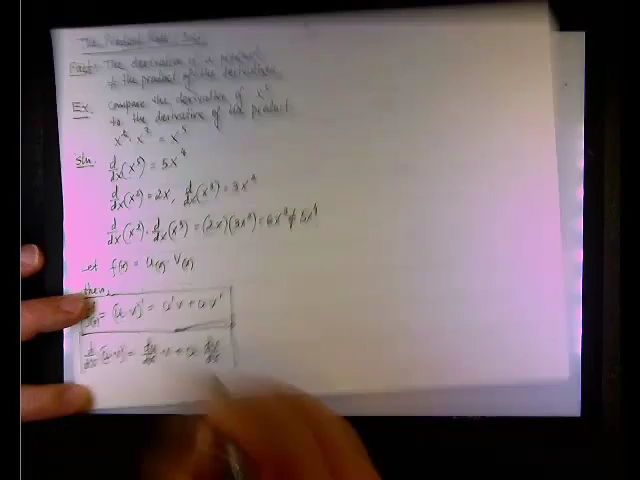 The Product Rule
Fact: The derivative of a product
≠ the product of the derivatives
Ex. Compare the derivative of x⁵
to the derivative of the product
x² · x³ = x⁵
Sln. d/dx (x⁵) = 5x⁴
d/dx (x²) = 2x, d/dx (x³) = 3x²
d/dx (x²) · d/dx (x³) = (2x)(3x²) = 6x³ ≠ 5x⁴
Let f(x) = u(x) · v(x)
then,
= (u·v)' = u'v + uv'
d/dx (u·v) = du/dx · v + u dv/dx